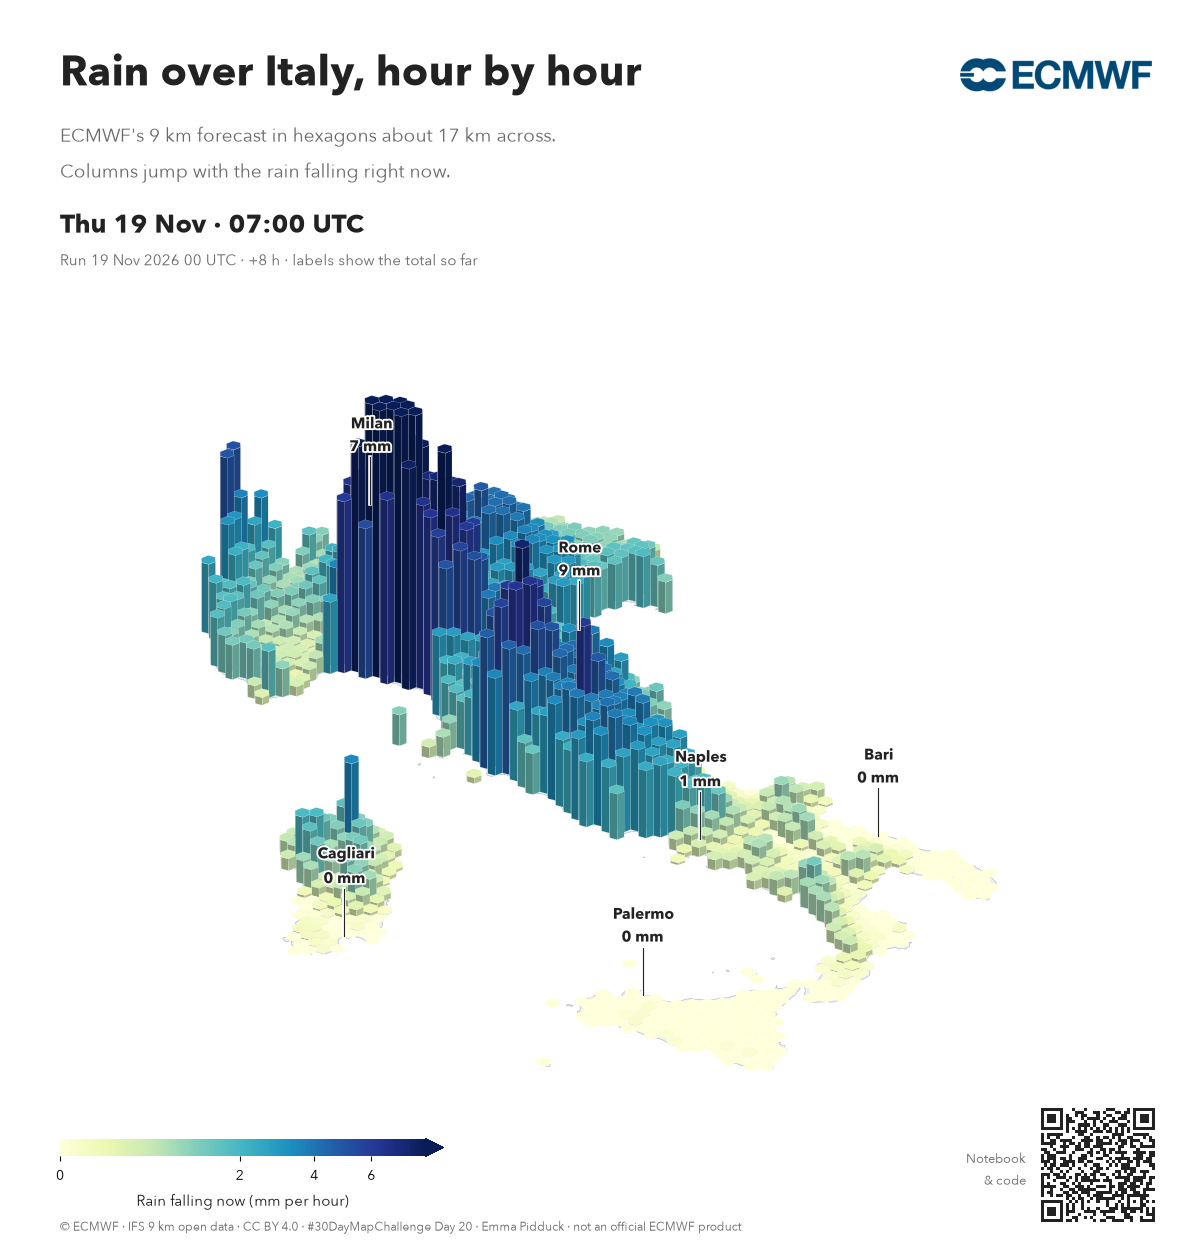 Rain over Italy, hour by hour
ECMWF
ECMWF's 9 km forecast in hexagons about 17 km across.
Columns jump with the rain falling right now.
Thu 19 Nov · 07:00 UTC
Run 19 Nov 2026 00 UTC · +8 h · labels show the total so far
Milan
7 mm
Rome
9 mm
Naples
1 mm
Bari
0 mm
Cagliari
0 mm
Palermo
0 mm
0 2 4 6
Rain falling now (mm per hour)
Notebook
& code
© ECMWF · IFS 9 km open data · CC BY 4.0 · #30DayMapChallenge Day 20 · Emma Pidduck · not an official ECMWF product